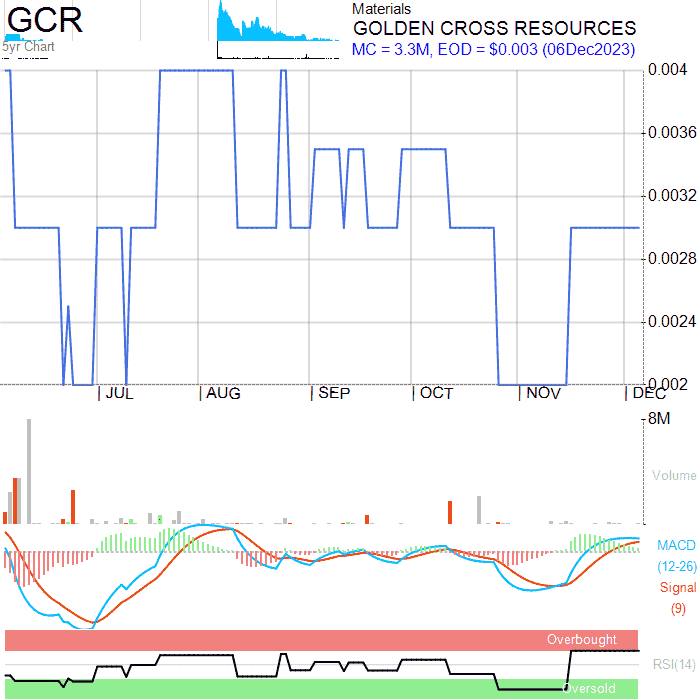 GCR
5yr Chart
Materials
GOLDEN CROSS RESOURCES
MC = 3.3M, EOD = $0.003 (06Dec2023)
0.004
0.0036
0.0032
0.0028
0.0024
0.002
JUL AUG SEP OCT NOV DEC
8M
Volume
MACD
(12-26)
Signal
(9)
Overbought
RSI(14)
Oversold